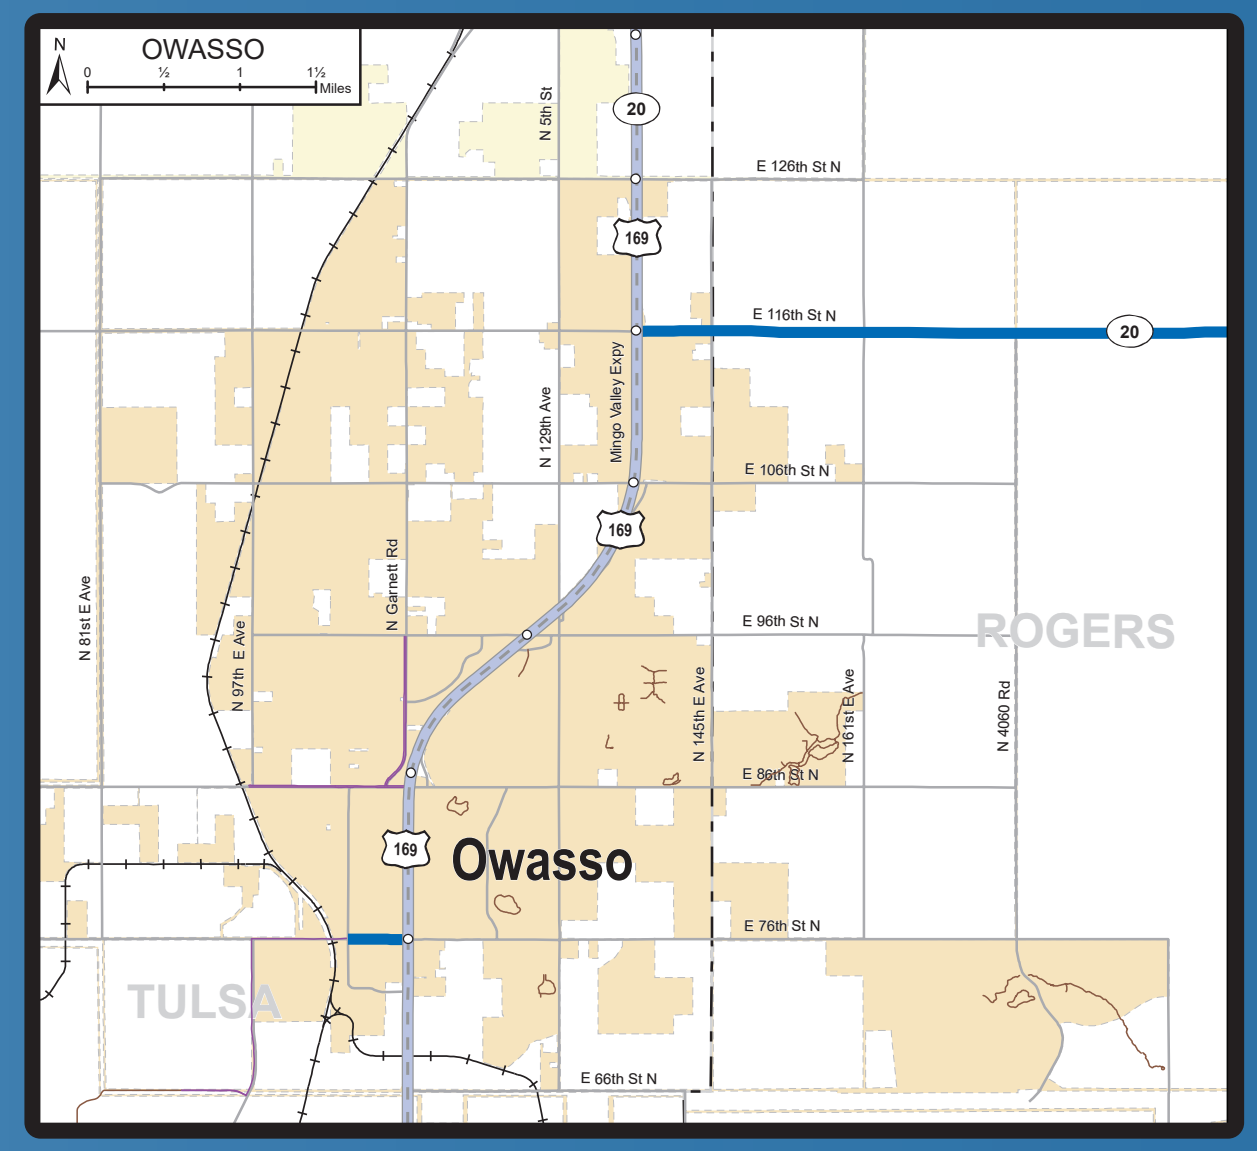 N
OWASSO
0 ½ 1 1½
Miles
N 5th St
20
E 126th St N
169
E 116th St N
20
Mingo Valley Expy
N 129th Ave
E 106th St N
169
N Garnett Rd
N 81st E Ave
N 97th E Ave
E 96th St N
ROGERS
N 145th E Ave
N 161st E Ave
N 4060 Rd
E 86th St N
169
Owasso
E 76th St N
TULSA
E 66th St N